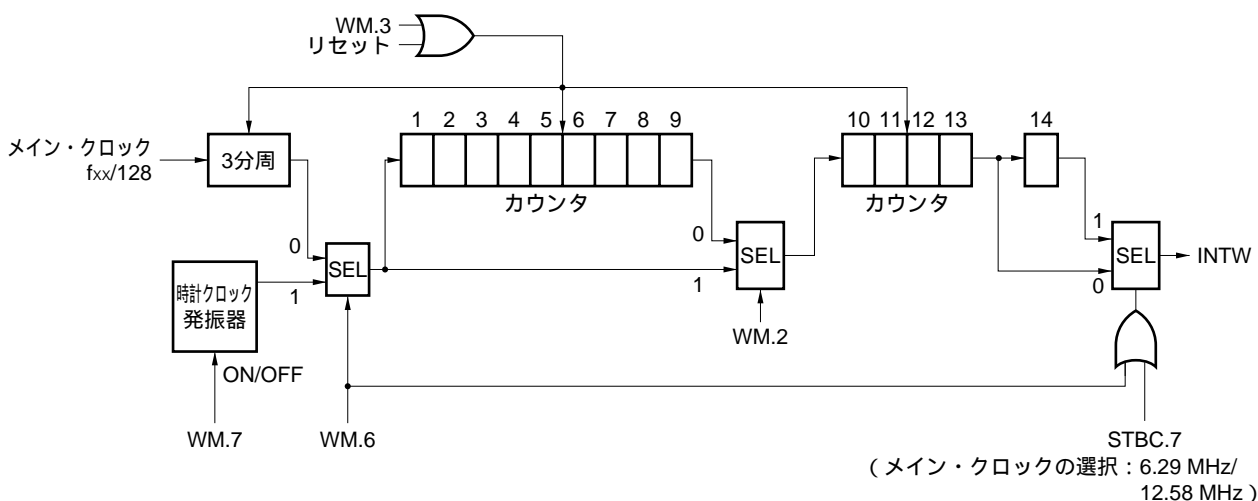 WM.3
リセット
メイン・クロック
fxx/128
3分周
1 2 3 4 5 6 7 8 9
カウンタ
10 11 12 13
カウンタ
14
0
1
SEL
時計クロック
発振器
ON/OFF
0
1
SEL
WM.2
1
0
SEL
INTW
WM.7
WM.6
STBC.7
(メイン・クロックの選択：6.29 MHz/
12.58 MHz)